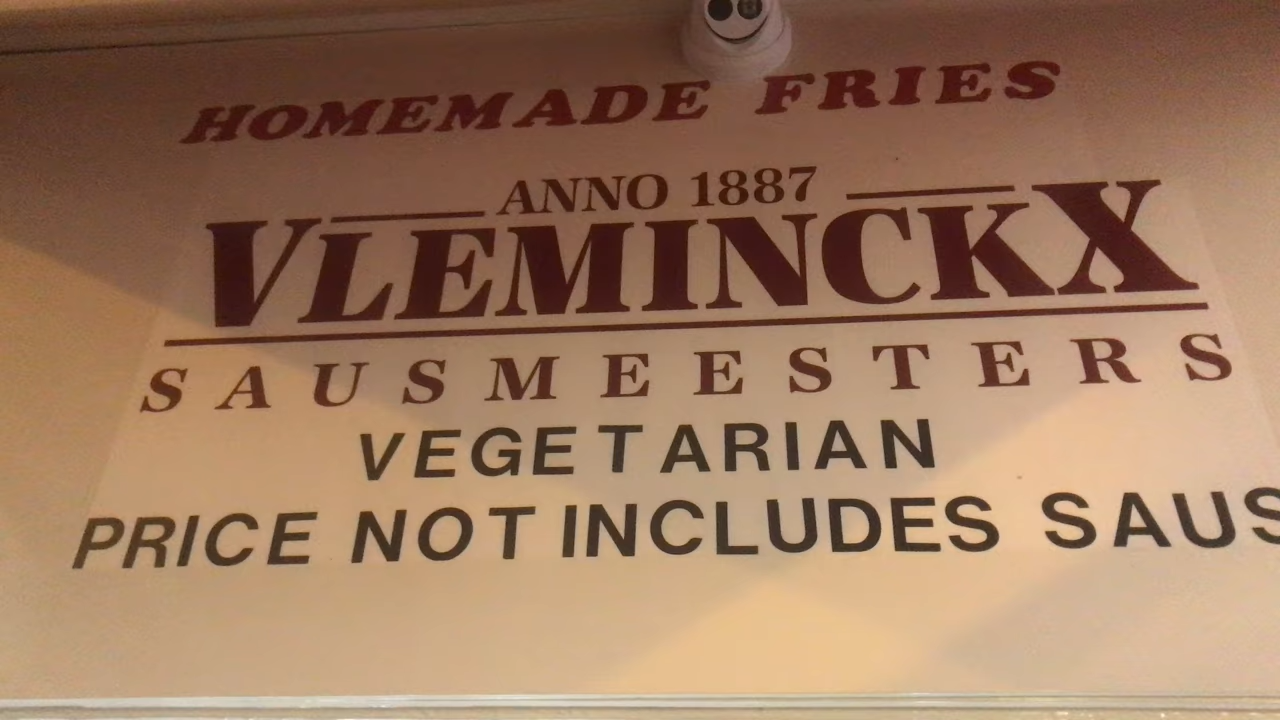 HOMEMADE FRIES
ANNO 1887
VLEMINCKX
SAUSMEESTERS
VEGETARIAN
PRICE NOT INCLUDES SAUS